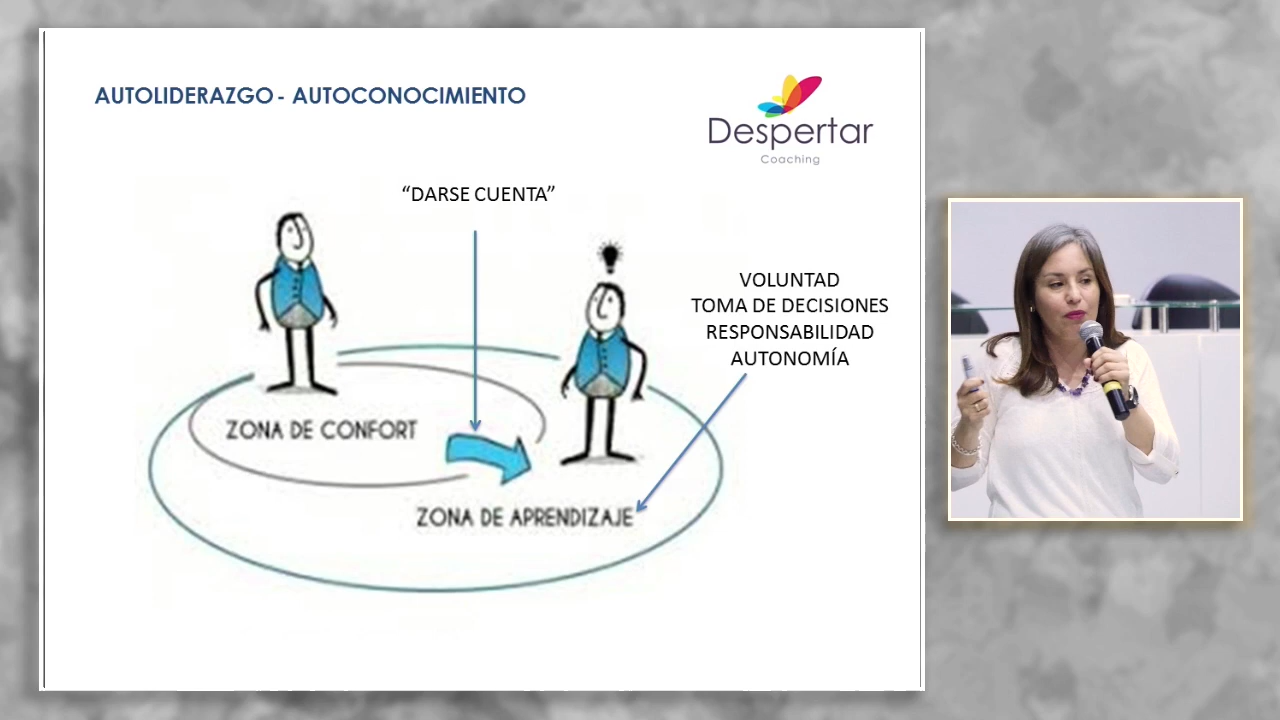 AUTOLIDERAZGO - AUTOCONOCIMIENTO
Despertar
Coaching
“DARSE CUENTA”
VOLUNTAD
TOMA DE DECISIONES
RESPONSABILIDAD
AUTONOMÍA
ZONA DE CONFORT
ZONA DE APRENDIZAJE